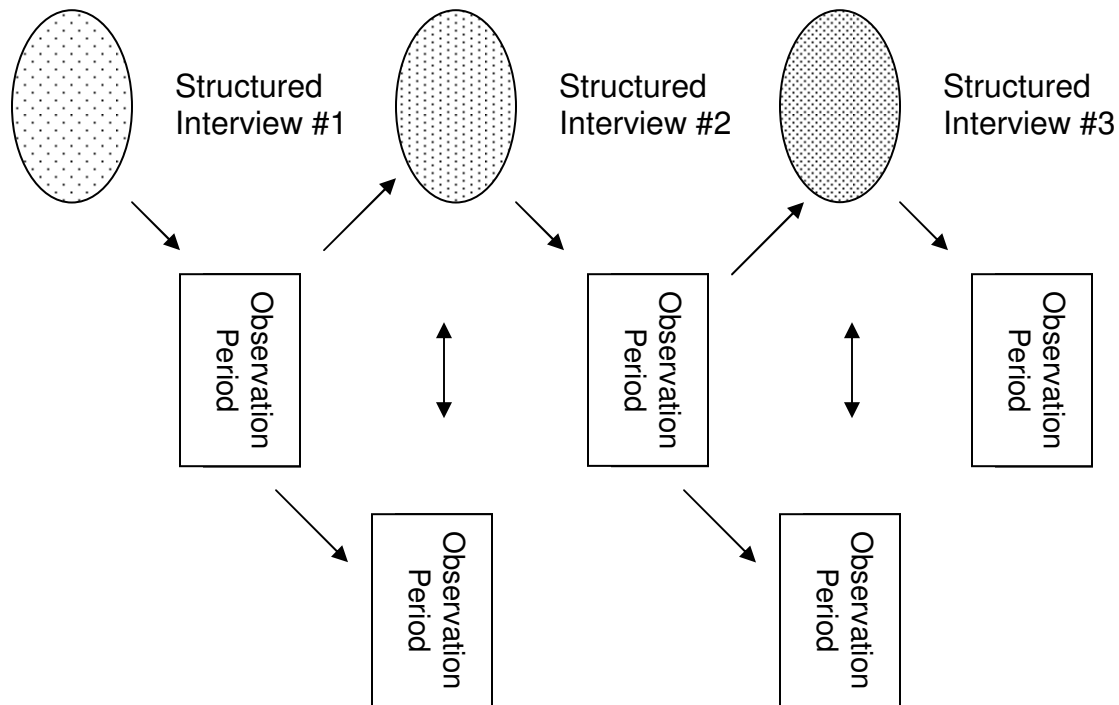 Structured
Interview #1
Structured
Interview #2
Structured
Interview #3
Observation
Period
Observation
Period
Observation
Period
Observation
Period
Observation
Period